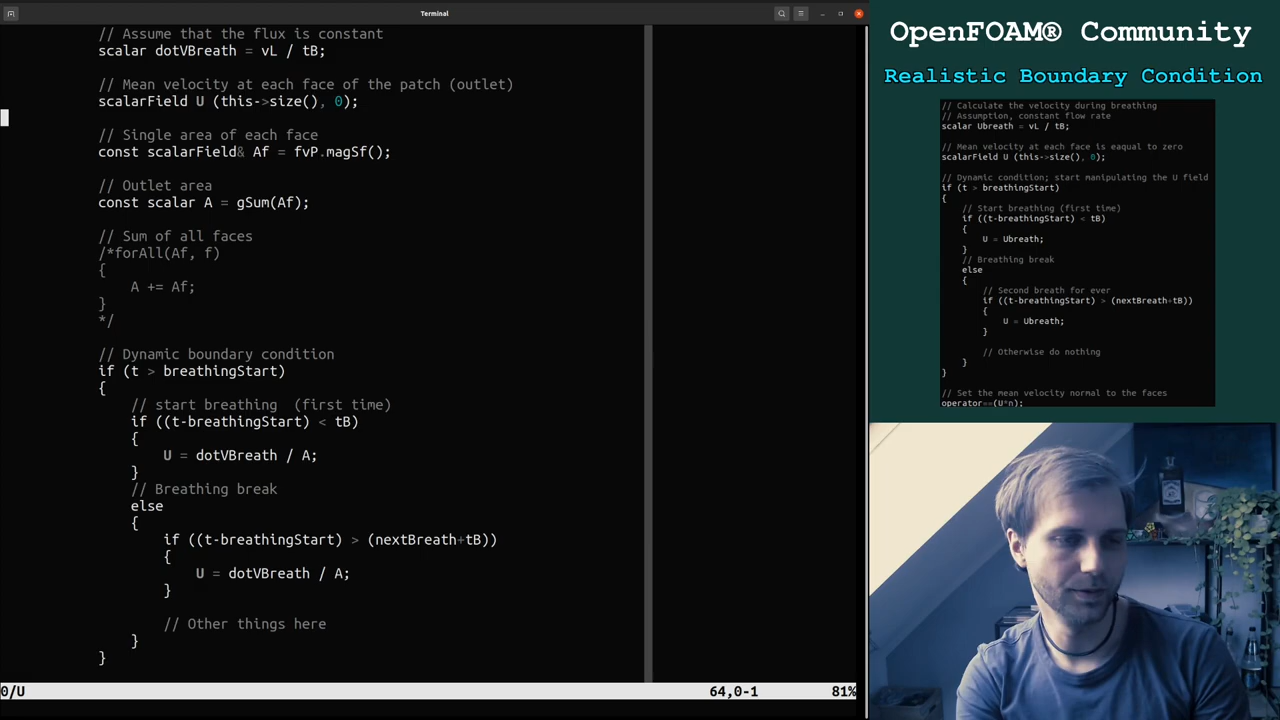 Terminal
// Assume that the flux is constant
scalar dotVBreath = vL / tB;
// Mean velocity at each face of the patch (outlet)
scalarField U (this->size(), 0);
// Single area of each face
const scalarField& Af = fvP.magSf();
// Outlet area
const scalar A = gSum(Af);
// Sum of all faces
/*forAll(Af, f)
{
A += Af;
}
*/
// Dynamic boundary condition
if (t > breathingStart)
{
// start breathing  (first time)
if ((t-breathingStart) < tB)
{
U = dotVBreath / A;
}
// Breathing break
else
{
if ((t-breathingStart) > (nextBreath+tB))
{
U = dotVBreath / A;
}
// Other things here
}
}
0/U
64,0-1
81%
OpenFOAM® Community
Realistic Boundary Condition
// Calculate the velocity during breathing
// Assumption, constant flow rate
scalar Ubreath = vL / tB;
// Mean velocity at each face is eaqual to zero
scalarField U (this->size(), 0);
// Dynamic condition; start manipulating the U field
if (t > breathingStart)
{
// Start breathing (first time)
if ((t-breathingStart) < tB)
{
U = Ubreath;
}
// Breathing break
else
{
// Second breath for ever
if ((t-breathingStart) > (nextBreath+tB))
{
U = Ubreath;
}
// Otherwise do nothing
}
}
// Set the mean velocity normal to the faces
operator==(U*n);